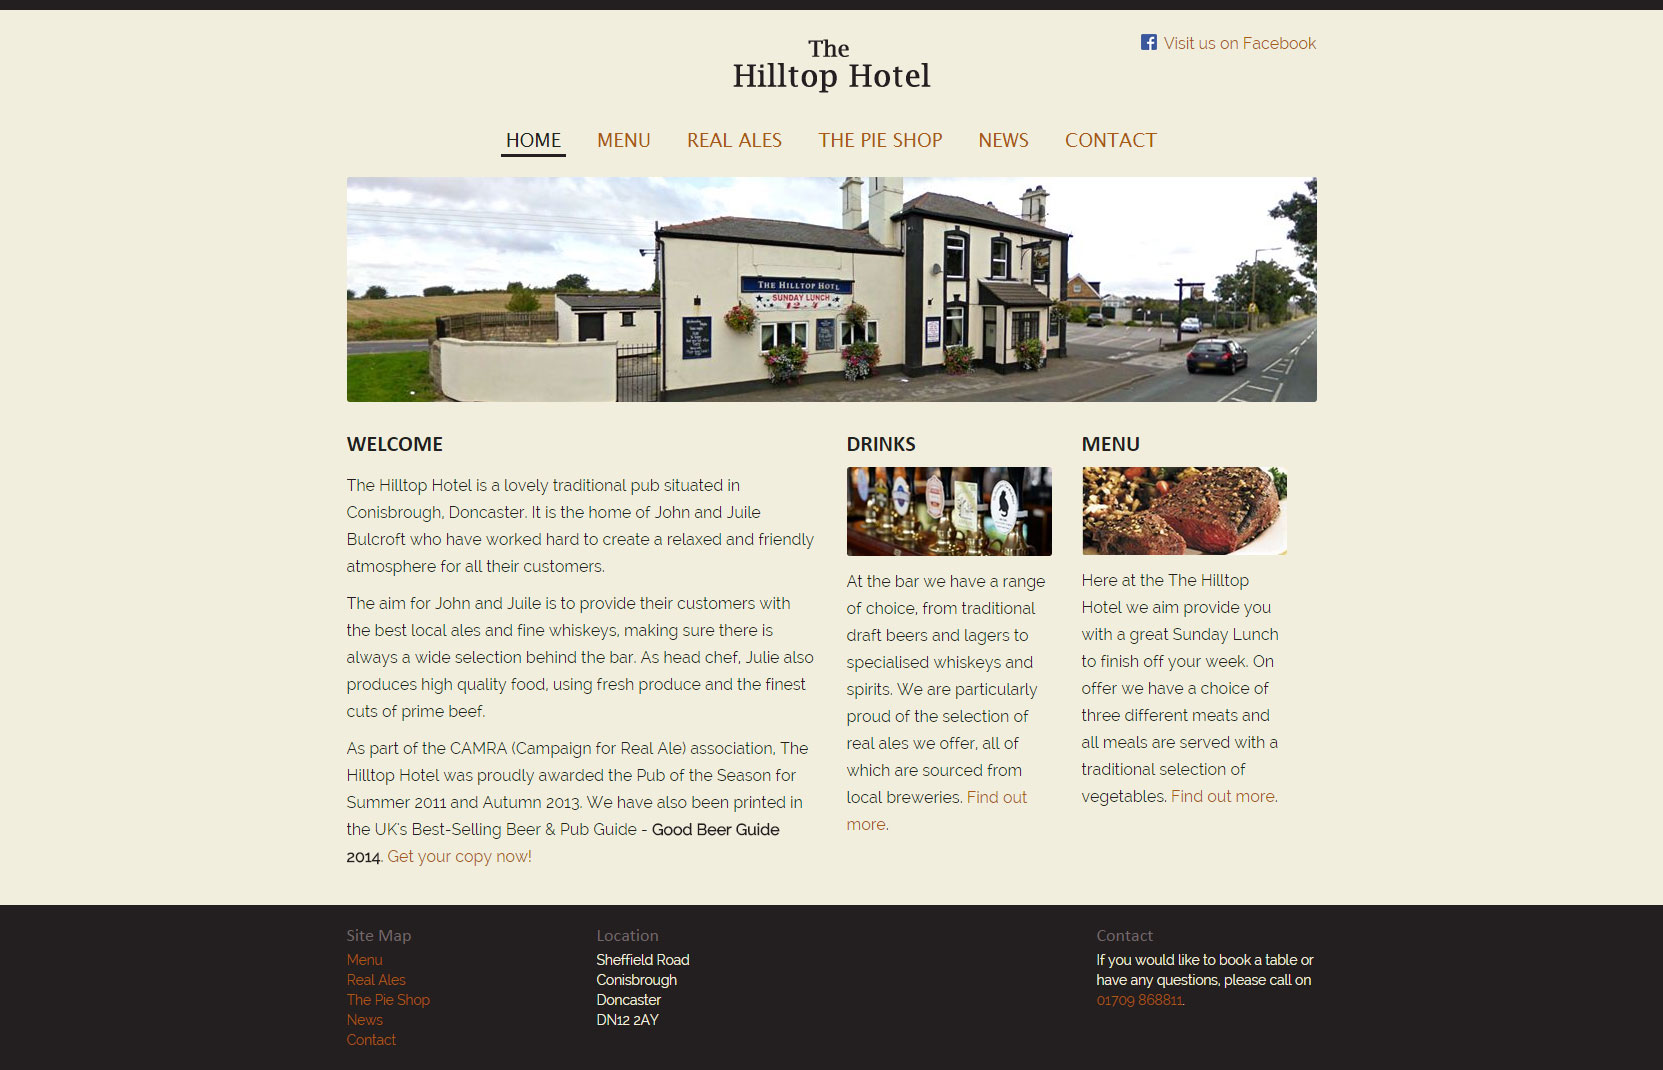 The
Hilltop Hotel
Visit us on Facebook
HOME MENU REAL ALES THE PIE SHOP NEWS CONTACT
THE HILLTOP HOTL
SUNDAY LUNCH
12-4
WELCOME
The Hilltop Hotel is a lovely traditional pub situated in
Conisbrough, Doncaster. It is the home of John and Juile
Bulcroft who have worked hard to create a relaxed and friendly
atmosphere for all their customers.
The aim for John and Juile is to provide their customers with
the best local ales and fine whiskeys, making sure there is
always a wide selection behind the bar. As head chef, Julie also
produces high quality food, using fresh produce and the finest
cuts of prime beef.
As part of the CAMRA (Campaign for Real Ale) association, The
Hilltop Hotel was proudly awarded the Pub of the Season for
Summer 2011 and Autumn 2013. We have also been printed in
the UK's Best-Selling Beer & Pub Guide - Good Beer Guide
2014. Get your copy now!
DRINKS
At the bar we have a range
of choice, from traditional
draft beers and lagers to
specialised whiskeys and
spirits. We are particularly
proud of the selection of
real ales we offer, all of
which are sourced from
local breweries. Find out
more.
MENU
Here at the The Hilltop
Hotel we aim provide you
with a great Sunday Lunch
to finish off your week. On
offer we have a choice of
three different meats and
all meals are served with a
traditional selection of
vegetables. Find out more.
Site Map
Menu
Real Ales
The Pie Shop
News
Contact
Location
Sheffield Road
Conisbrough
Doncaster
DN12 2AY
Contact
If you would like to book a table or
have any questions, please call on
01709 868811.